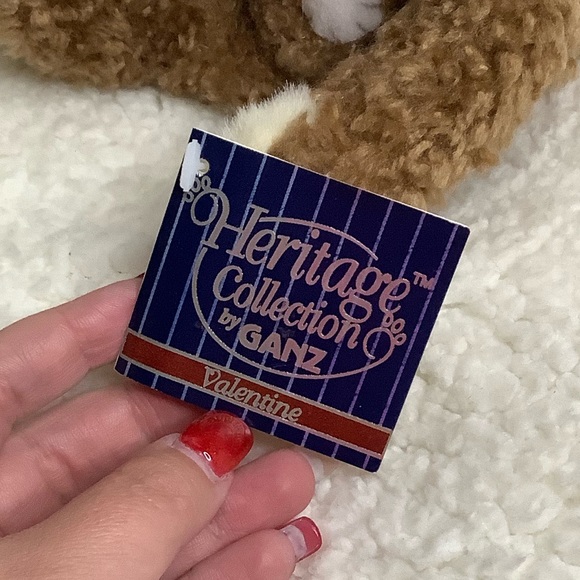 Heritage™
Collection
by GANZ
Valentine